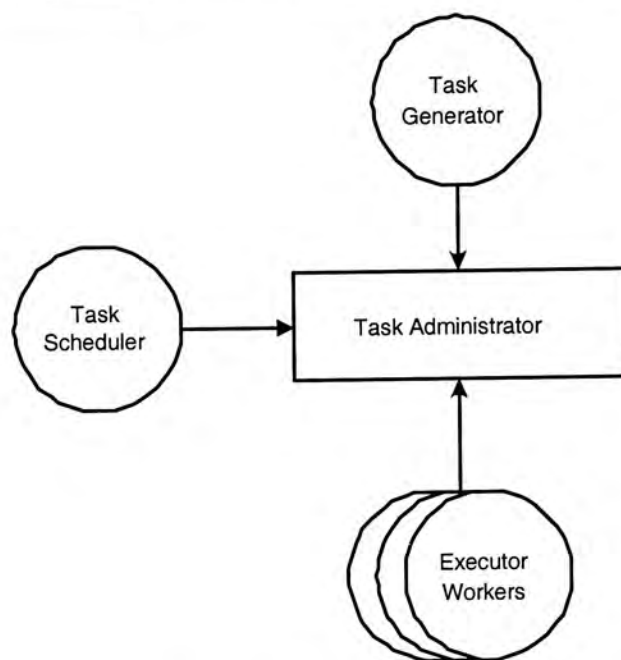 Task
Generator
Task
Scheduler
Task Administrator
Executor
Workers